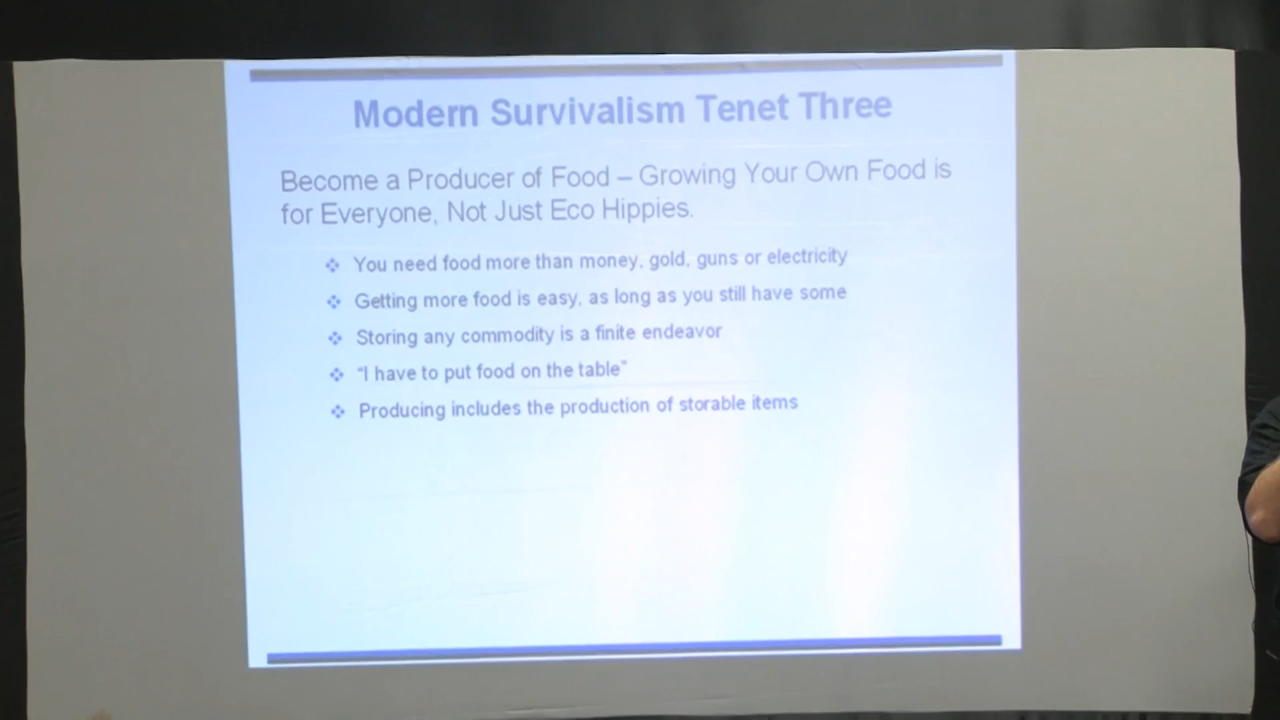 Modern Survivalism Tenet Three
Become a Producer of Food – Growing Your Own Food is
for Everyone, Not Just Eco Hippies.
You need food more than money, gold, guns or electricity
Getting more food is easy, as long as you still have some
Storing any commodity is a finite endeavor
“I have to put food on the table”
Producing includes the production of storable items